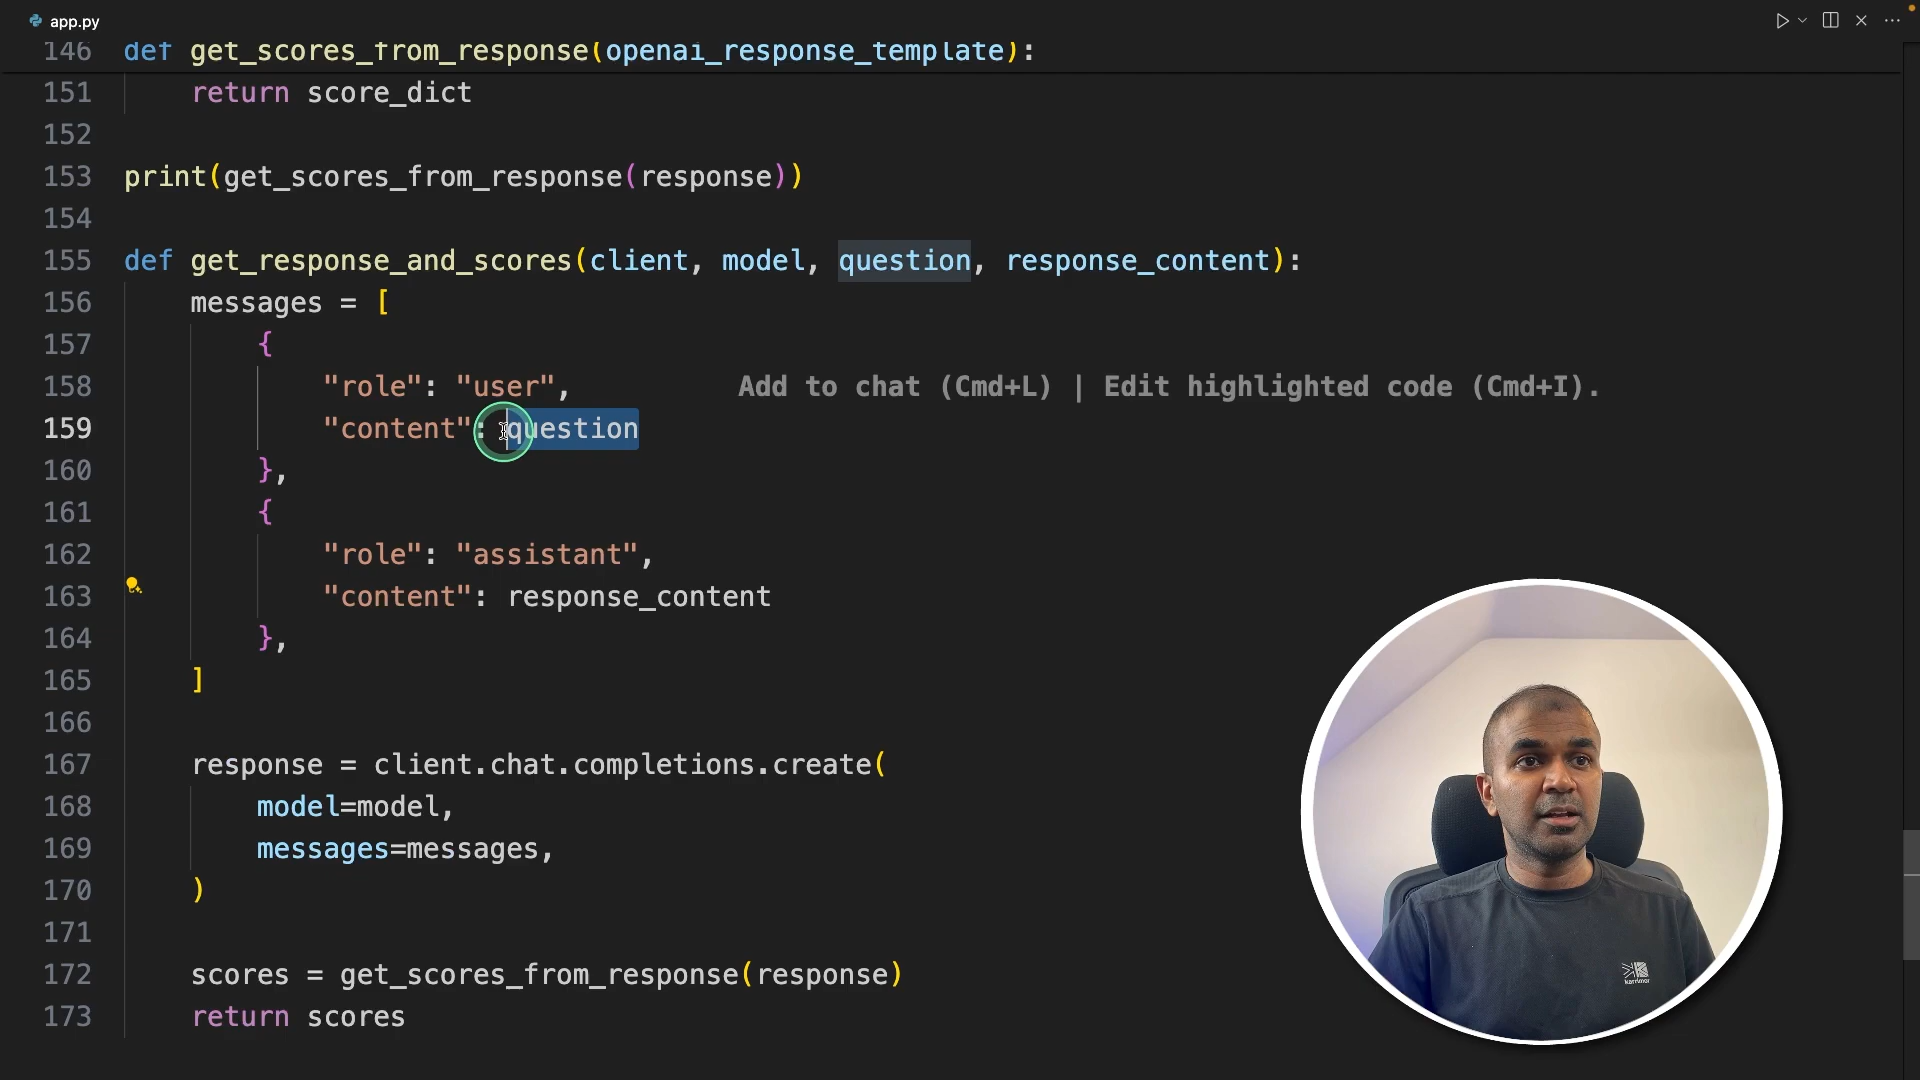 app.py
146 def get_scores_from_response(openai_response_template):
151 return score_dict
152
153 print(get_scores_from_response(response))
154
155 def get_response_and_scores(client, model, question, response_content):
156 messages = [
157 {
158 "role": "user", Add to chat (Cmd+L) | Edit highlighted code (Cmd+I).
159 "content": question
160 },
161 {
162 "role": "assistant",
163 "content": response_content
164 },
165 ]
166
167 response = client.chat.completions.create(
168 model=model,
169 messages=messages,
170 )
171
172 scores = get_scores_from_response(response)
173 return scores
karrimor